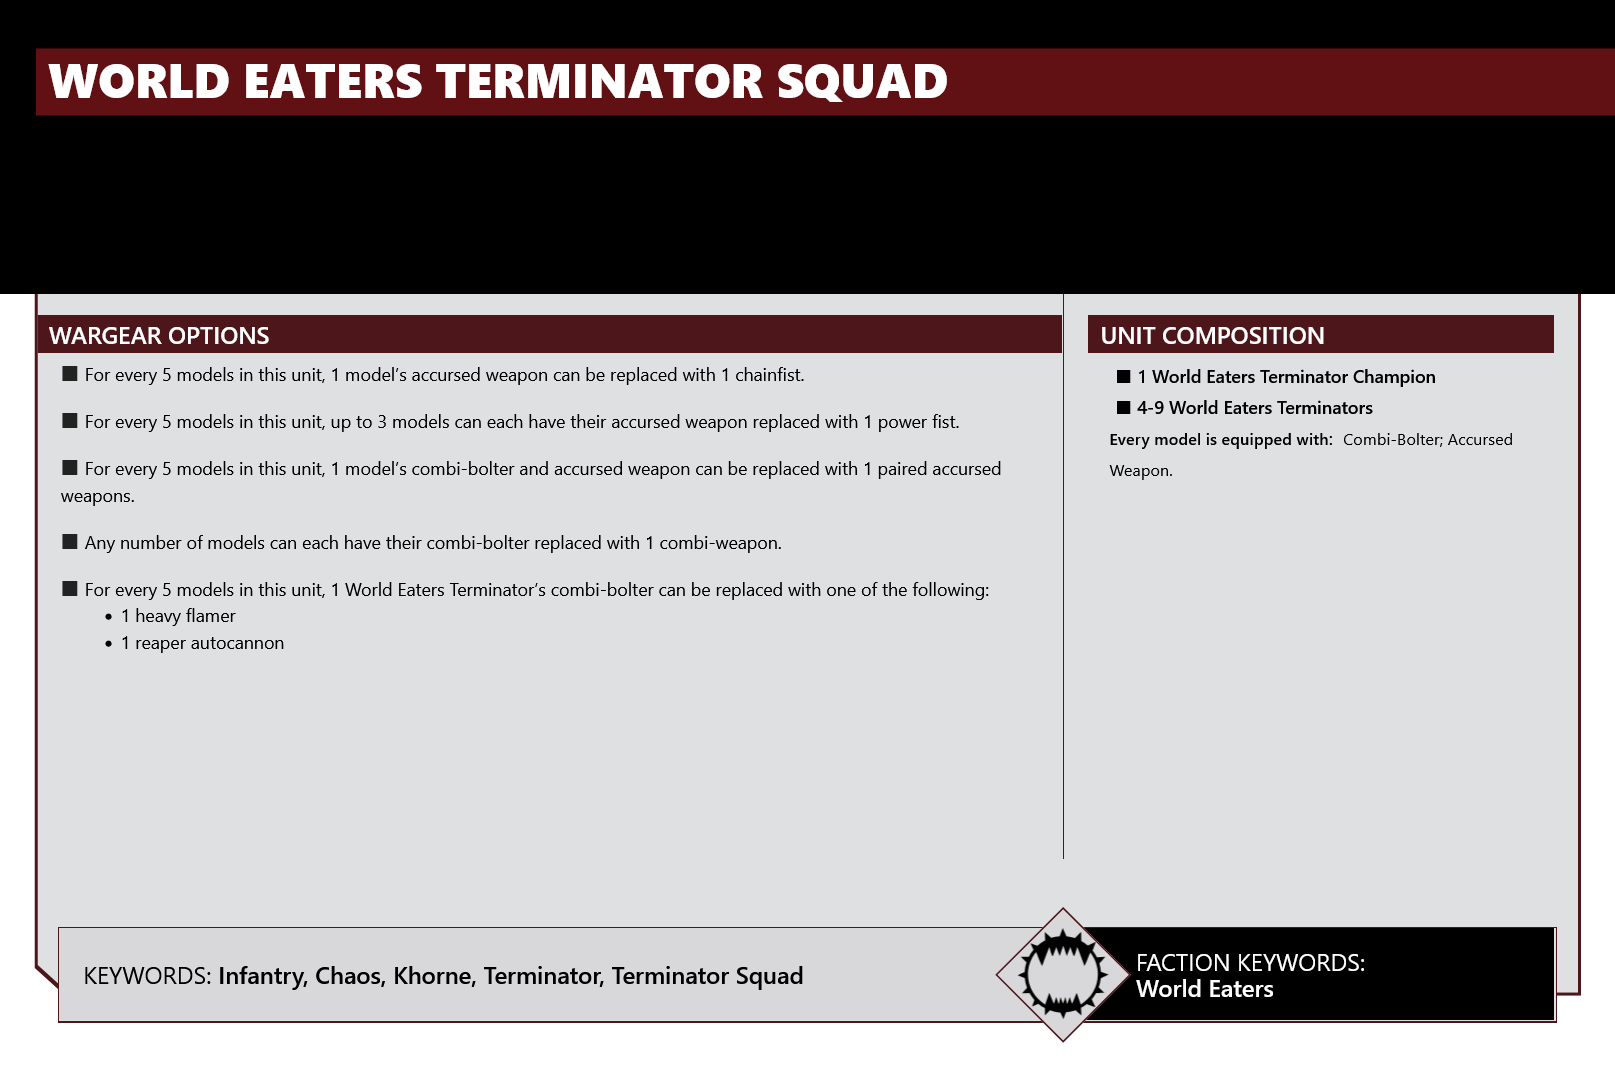 WORLD EATERS TERMINATOR SQUAD
WARGEAR OPTIONS
■ For every 5 models in this unit, 1 model’s accursed weapon can be replaced with 1 chainfist.
■ For every 5 models in this unit, up to 3 models can each have their accursed weapon replaced with 1 power fist.
■ For every 5 models in this unit, 1 model’s combi-bolter and accursed weapon can be replaced with 1 paired accursed
weapons.
■ Any number of models can each have their combi-bolter replaced with 1 combi-weapon.
■ For every 5 models in this unit, 1 World Eaters Terminator’s combi-bolter can be replaced with one of the following:
• 1 heavy flamer
• 1 reaper autocannon
UNIT COMPOSITION
■ 1 World Eaters Terminator Champion
■ 4-9 World Eaters Terminators
Every model is equipped with: Combi-Bolter; Accursed
Weapon.
KEYWORDS: Infantry, Chaos, Khorne, Terminator, Terminator Squad
FACTION KEYWORDS:
World Eaters